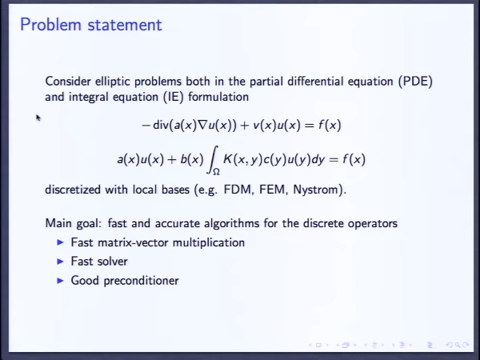 Problem statement
Consider elliptic problems both in the partial differential equation (PDE)
and integral equation (IE) formulation
−div(a(x)∇u(x)) + v(x)u(x) = f(x)
a(x)u(x) + b(x) ∫_Ω K(x, y)c(y)u(y)dy = f(x)
discretized with local bases (e.g. FDM, FEM, Nystrom).
Main goal: fast and accurate algorithms for the discrete operators
▶ Fast matrix-vector multiplication
▶ Fast solver
▶ Good preconditioner